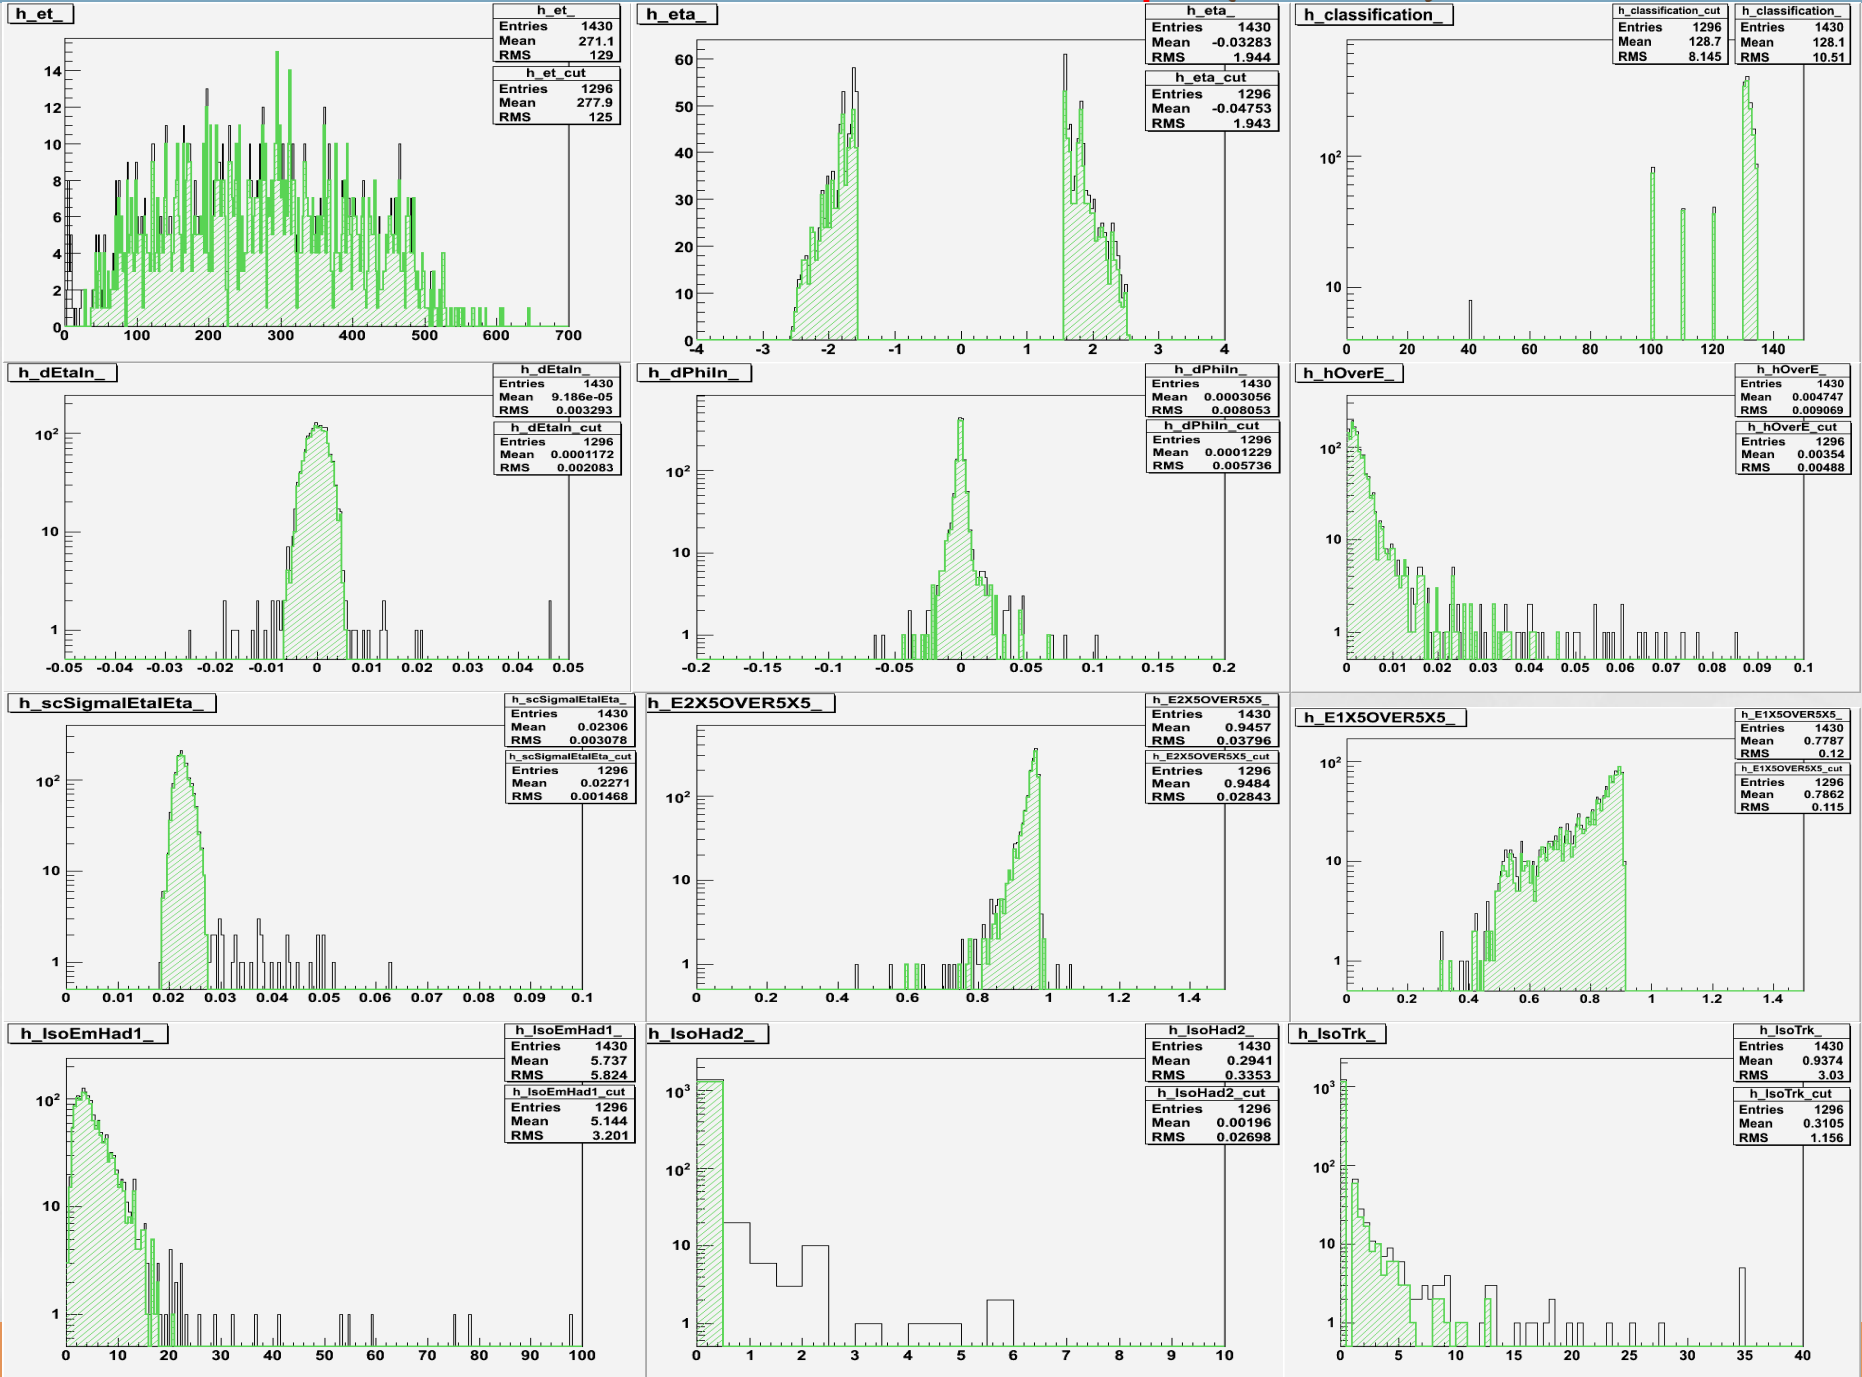 h_et_
h_et_
Entries 1430
Mean 271.1
RMS 129
h_et_cut
Entries 1296
Mean 277.9
RMS 125
14
12
10
8
6
4
2
0
0 100 200 300 400 500 600 700
h_eta_
h_eta_
Entries 1430
Mean -0.03283
RMS 1.944
h_eta_cut
Entries 1296
Mean -0.04753
RMS 1.943
60
50
40
30
20
10
0
-4 -3 -2 -1 0 1 2 3 4
h_classification_
h_classification_cut
Entries 1296
Mean 128.7
RMS 8.145
h_classification_
Entries 1430
Mean 128.1
RMS 10.51
10²
10
0 20 40 60 80 100 120 140
h_dEtaIn_
h_dEtaIn_
Entries 1430
Mean 9.186e-05
RMS 0.003293
h_dEtaIn_cut
Entries 1296
Mean 0.0001172
RMS 0.002083
10²
10
1
-0.05 -0.04 -0.03 -0.02 -0.01 0 0.01 0.02 0.03 0.04 0.05
h_dPhiIn_
h_dPhiIn_
Entries 1430
Mean 0.0003056
RMS 0.008053
h_dPhiIn_cut
Entries 1296
Mean 0.0001229
RMS 0.005736
10²
10
1
-0.2 -0.15 -0.1 -0.05 0 0.05 0.1 0.15 0.2
h_hOverE_
h_hOverE_
Entries 1430
Mean 0.004747
RMS 0.009069
h_hOverE_cut
Entries 1296
Mean 0.00354
RMS 0.00488
10²
10
1
0 0.01 0.02 0.03 0.04 0.05 0.06 0.07 0.08 0.09 0.1
h_scSigmaIEtaIEta_
h_scSigmaIEtaIEta_
Entries 1430
Mean 0.02306
RMS 0.003078
h_scSigmaIEtaIEta_cut
Entries 1296
Mean 0.02271
RMS 0.001468
10²
10
1
0 0.01 0.02 0.03 0.04 0.05 0.06 0.07 0.08 0.09 0.1
h_E2X5OVER5X5_
h_E2X5OVER5X5_
Entries 1430
Mean 0.9457
RMS 0.03796
h_E2X5OVER5X5_cut
Entries 1296
Mean 0.9484
RMS 0.02843
10²
10
1
0 0.2 0.4 0.6 0.8 1 1.2 1.4
h_E1X5OVER5X5_
h_E1X5OVER5X5_
Entries 1430
Mean 0.7787
RMS 0.12
h_E1X5OVER5X5_cut
Entries 1296
Mean 0.7862
RMS 0.115
10²
10
1
0 0.2 0.4 0.6 0.8 1 1.2 1.4
h_IsoEmHad1_
h_IsoEmHad1_
Entries 1430
Mean 5.737
RMS 5.824
h_IsoEmHad1_cut
Entries 1296
Mean 5.144
RMS 3.201
10²
10
1
0 10 20 30 40 50 60 70 80 90 100
h_IsoHad2_
h_IsoHad2_
Entries 1430
Mean 0.2941
RMS 0.3353
h_IsoHad2_cut
Entries 1296
Mean 0.00196
RMS 0.02698
10³
10²
10
1
0 1 2 3 4 5 6 7 8 9 10
h_IsoTrk_
h_IsoTrk_
Entries 1430
Mean 0.9374
RMS 3.03
h_IsoTrk_cut
Entries 1296
Mean 0.3105
RMS 1.156
10³
10²
10
1
0 5 10 15 20 25 30 35 40